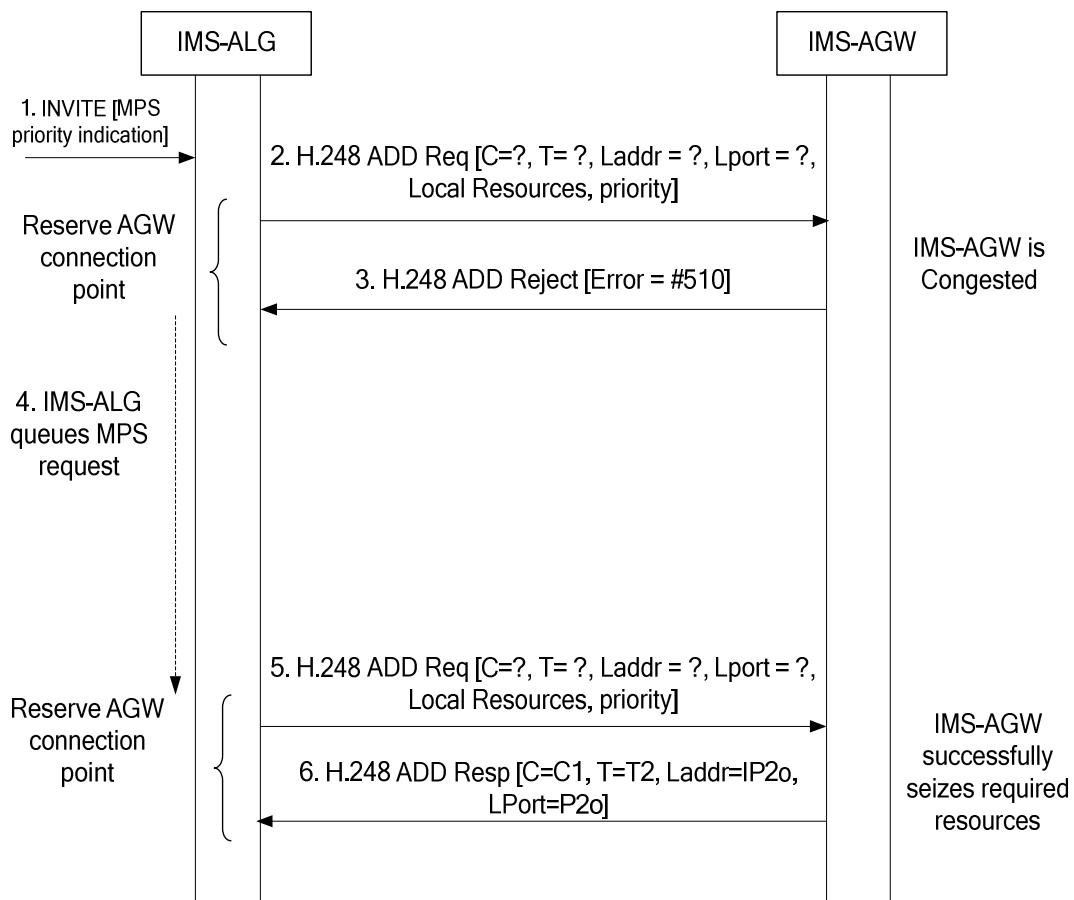 IMS-ALG
IMS-AGW
1. INVITE [MPS
priority indication]
2. H.248 ADD Req [C=?, T= ?, Laddr = ?, Lport = ?,
Local Resources, priority]
Reserve AGW
connection
point
3. H.248 ADD Reject [Error = #510]
IMS-AGW is
Congested
4. IMS-ALG
queues MPS
request
5. H.248 ADD Req [C=?, T= ?, Laddr = ?, Lport = ?,
Local Resources, priority]
Reserve AGW
connection
point
6. H.248 ADD Resp [C=C1, T=T2, Laddr=IP2o,
LPort=P2o]
IMS-AGW
successfully
seizes required
resources